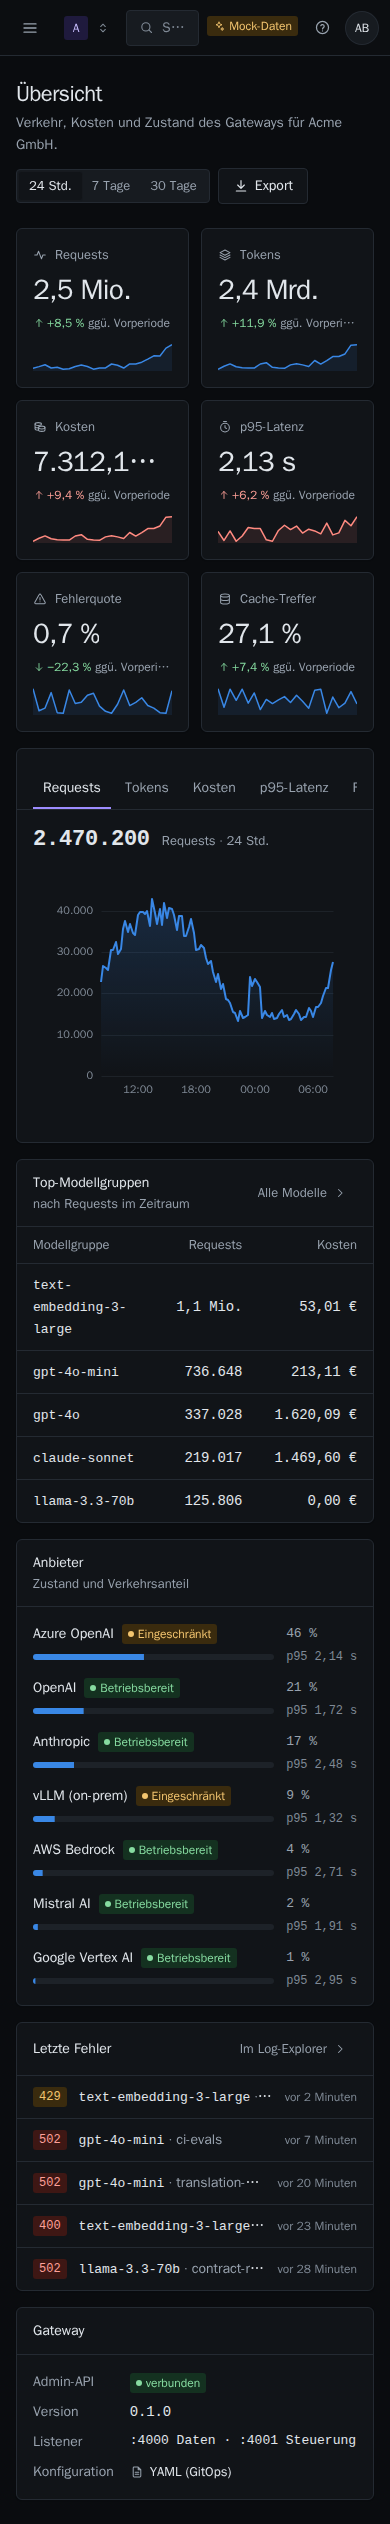 A
S···
Mock-Daten
AB
Übersicht
Verkehr, Kosten und Zustand des Gateways für Acme
GmbH.
24 Std. 7 Tage 30 Tage Export
Requests
2,5 Mio.
↑ +8,5 % ggü. Vorperiode
Tokens
2,4 Mrd.
↑ +11,9 % ggü. Vorperi···
Kosten
7.312,1···
↑ +9,4 % ggü. Vorperiode
p95-Latenz
2,13 s
↑ +6,2 % ggü. Vorperiode
Fehlerquote
0,7 %
↓ −22,3 % ggü. Vorperi···
Cache-Treffer
27,1 %
↑ +7,4 % ggü. Vorperiode
Requests Tokens Kosten p95-Latenz F
2.470.200 Requests · 24 Std.
40.000
30.000
20.000
10.000
0
12:00 18:00 00:00 06:00
Top-Modellgruppen
nach Requests im Zeitraum
Alle Modelle
Modellgruppe Requests Kosten
text-
embedding-3-
large
1,1 Mio. 53,01 €
gpt-4o-mini 736.648 213,11 €
gpt-4o 337.028 1.620,09 €
claude-sonnet 219.017 1.469,60 €
llama-3.3-70b 125.806 0,00 €
Anbieter
Zustand und Verkehrsanteil
Azure OpenAI Eingeschränkt 46 %
p95 2,14 s
OpenAI Betriebsbereit 21 %
p95 1,72 s
Anthropic Betriebsbereit 17 %
p95 2,48 s
vLLM (on-prem) Eingeschränkt 9 %
p95 1,32 s
AWS Bedrock Betriebsbereit 4 %
p95 2,71 s
Mistral AI Betriebsbereit 2 %
p95 1,91 s
Google Vertex AI Betriebsbereit 1 %
p95 2,95 s
Letzte Fehler Im Log-Explorer
429 text-embedding-3-large ···· vor 2 Minuten
502 gpt-4o-mini · ci-evals vor 7 Minuten
502 gpt-4o-mini · translation-··· vor 20 Minuten
400 text-embedding-3-large··· vor 23 Minuten
502 llama-3.3-70b · contract-r··· vor 28 Minuten
Gateway
Admin-API verbunden
Version 0.1.0
Listener :4000 Daten · :4001 Steuerung
Konfiguration YAML (GitOps)